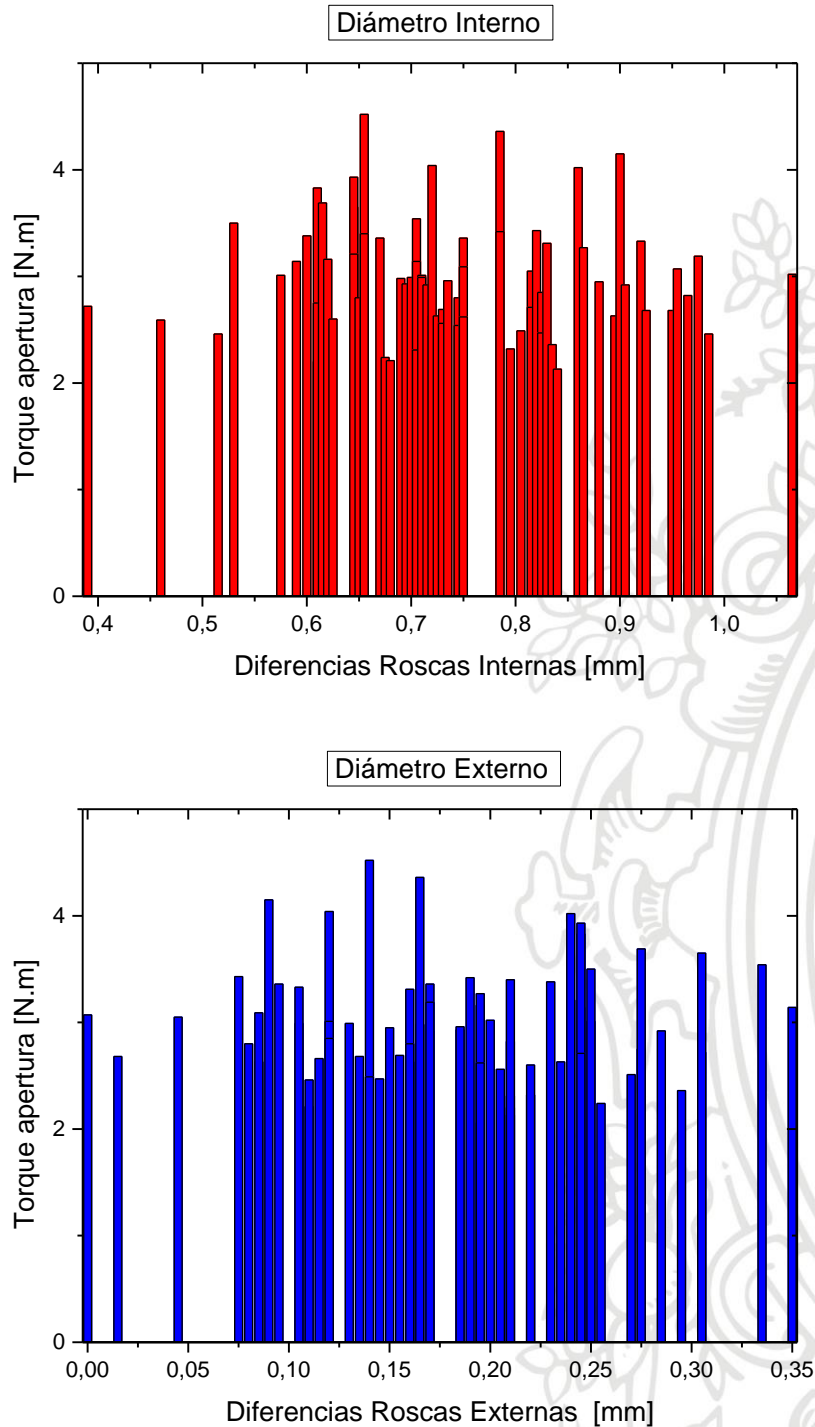 Diámetro Interno
4
2
0
Torque apertura [N.m]
0,4 0,5 0,6 0,7 0,8 0,9 1,0
Diferencias Roscas Internas [mm]
Diámetro Externo
4
2
0
Torque apertura [N.m]
0,00 0,05 0,10 0,15 0,20 0,25 0,30 0,35
Diferencias Roscas Externas [mm]